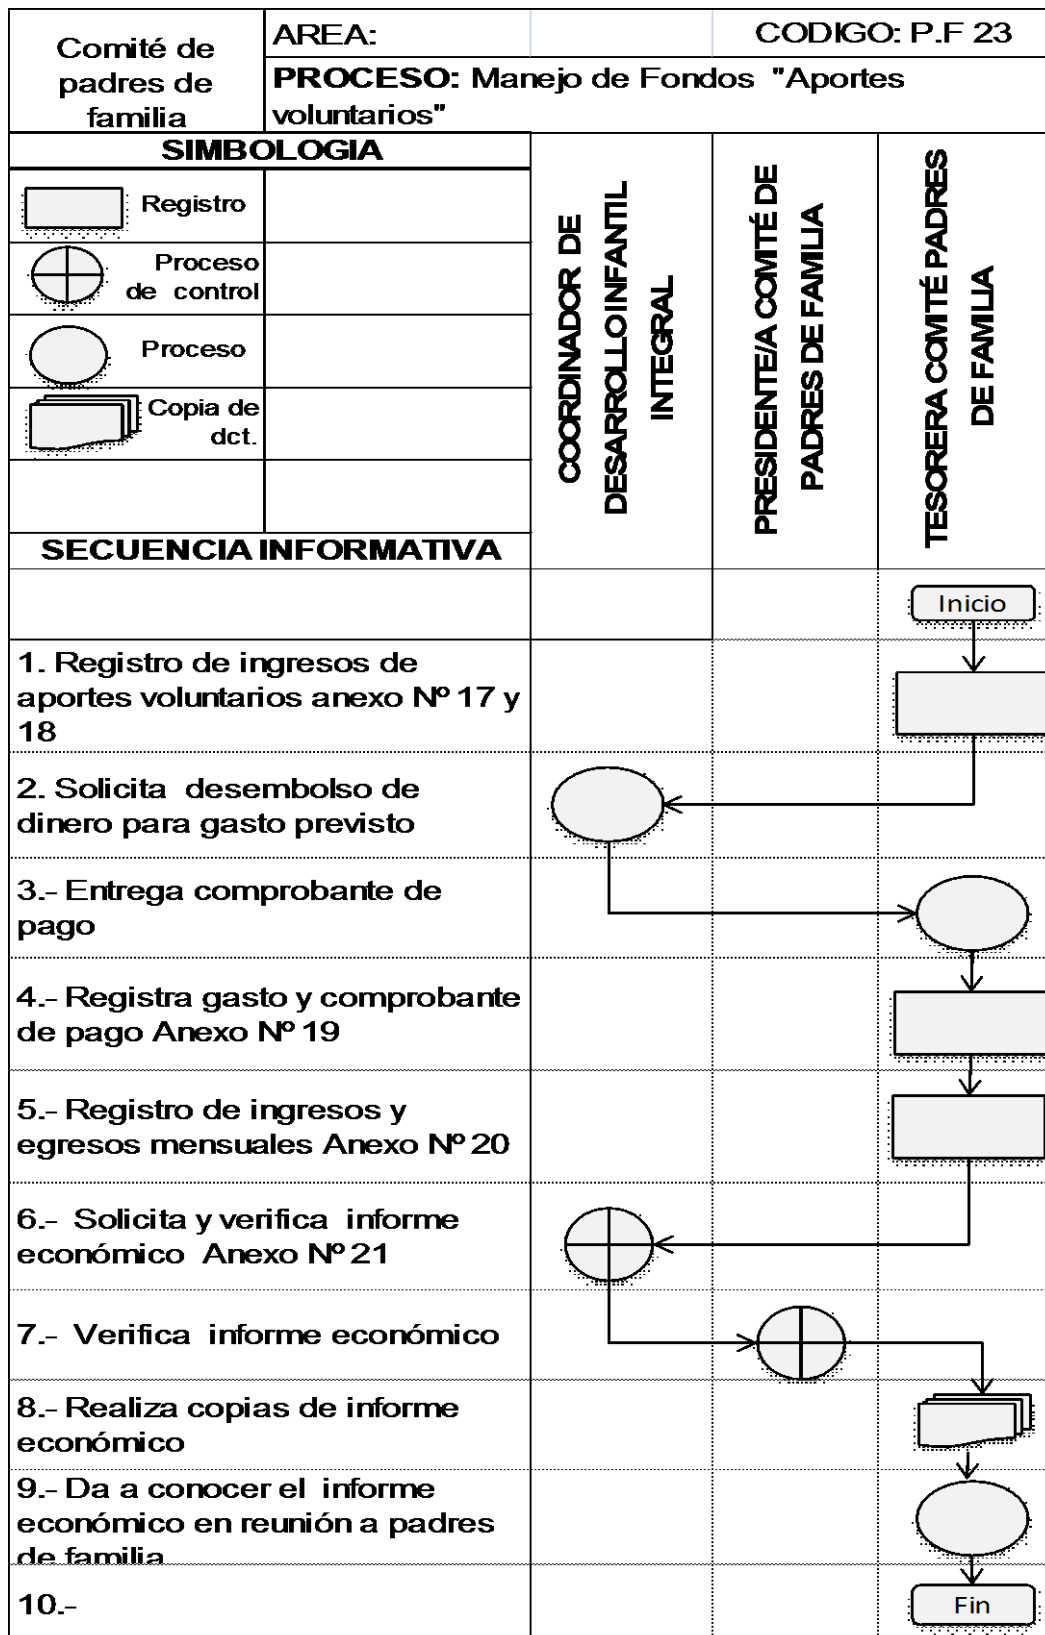 Comité de
padres de
familia
AREA:
CODIGO: P.F 23
PROCESO: Manejo de Fondos "Aportes
voluntarios"
SIMBOLOGIA
Registro
Proceso
de control
Proceso
Copia de
dct.
COORDINADOR DE
DESARROLLO INFANTIL
INTEGRAL
PRESIDENTE/A COMITÉ DE
PADRES DE FAMILIA
TESORERA COMITÉ PADRES
DE FAMILIA
SECUENCIA INFORMATIVA
Inicio
1. Registro de ingresos de
aportes voluntarios anexo Nº 17 y
18
2. Solicita desembolso de
dinero para gasto previsto
3.- Entrega comprobante de
pago
4.- Registra gasto y comprobante
de pago Anexo Nº 19
5.- Registro de ingresos y
egresos mensuales Anexo Nº 20
6.- Solicita y verifica informe
económico Anexo Nº 21
7.- Verifica informe económico
8.- Realiza copias de informe
económico
9.- Da a conocer el informe
económico en reunión a padres
de familia
10.-
Fin